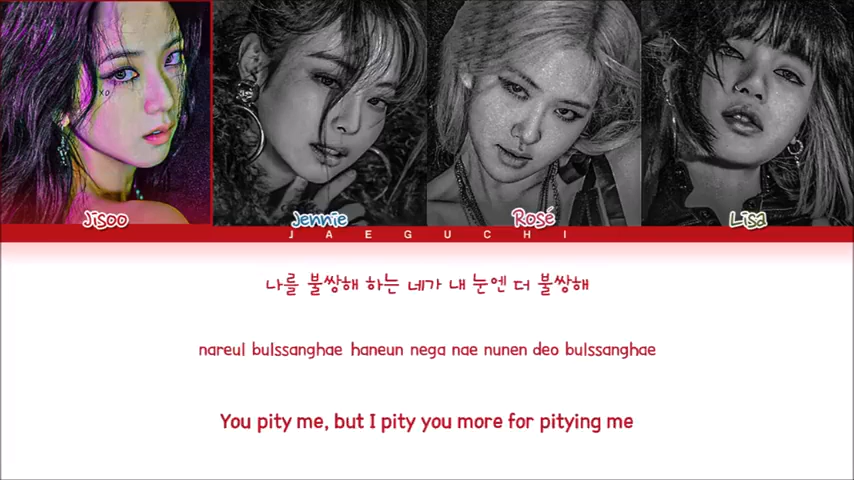 XO
Jisoo Jennie Rosé Lisa
JAEGUCHI
나를 불쌍해 하는 네가 내 눈엔 더 불쌍해
nareul bulssanghae haneun nega nae nunen deo bulssanghae
You pity me, but I pity you more for pitying me